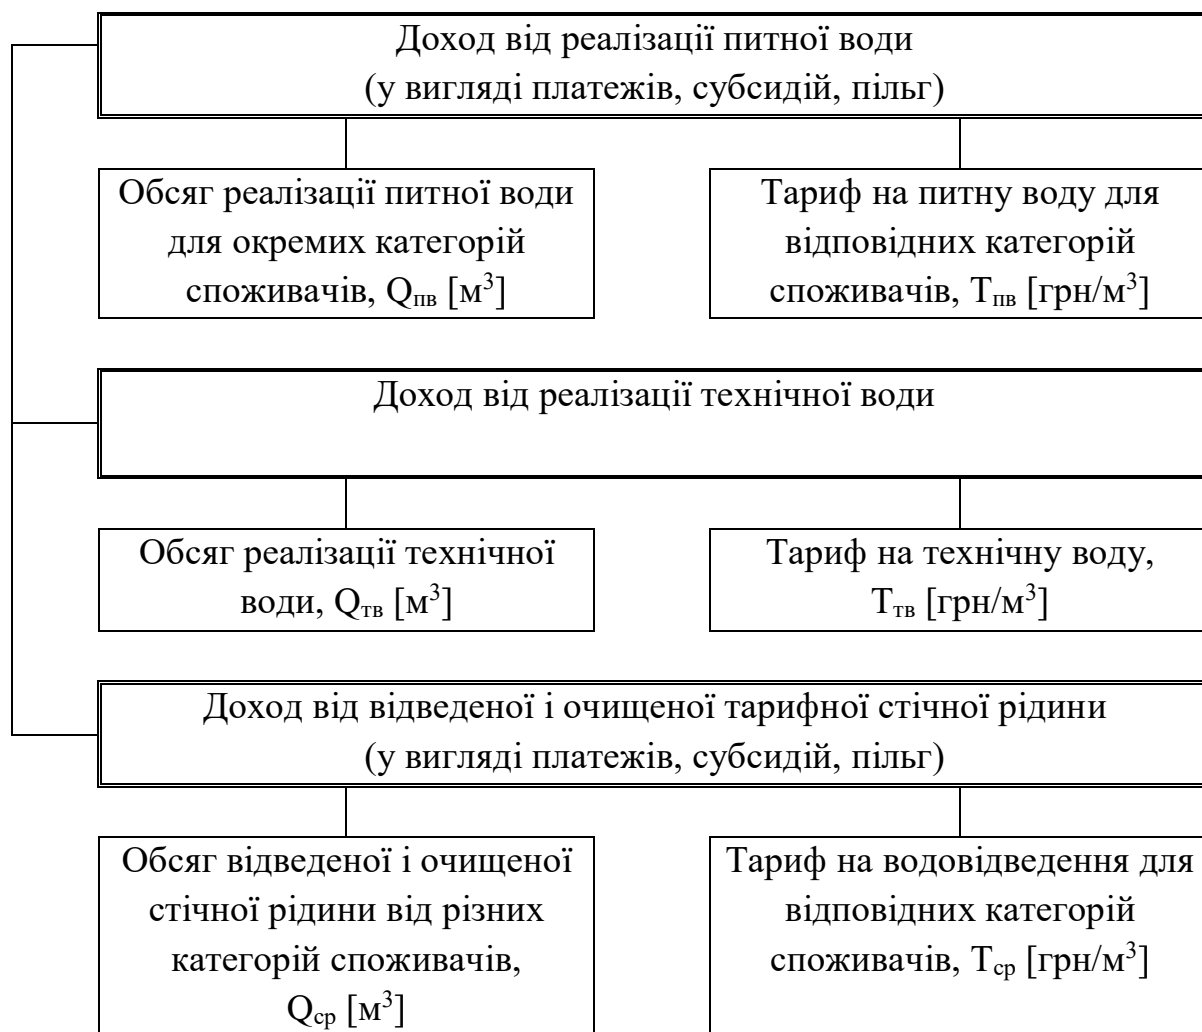 Доход від реалізації питної води
(у вигляді платежів, субсидій, пільг)
Обсяг реалізації питної води
для окремих категорій
споживачів, Qпв [м³]
Тариф на питну воду для
відповідних категорій
споживачів, Tпв [грн/м³]
Доход від реалізації технічної води
Обсяг реалізації технічної
води, Qтв [м³]
Тариф на технічну воду,
Tтв [грн/м³]
Доход від відведеної і очищеної тарифної стічної рідини
(у вигляді платежів, субсидій, пільг)
Обсяг відведеної і очищеної
стічної рідини від різних
категорій споживачів,
Qср [м³]
Тариф на водовідведення для
відповідних категорій
споживачів, Tср [грн/м³]